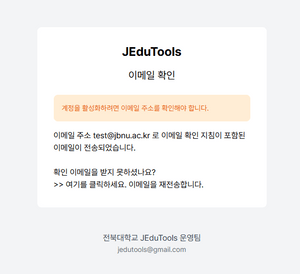 JEduTools
이메일 확인
계정을 활성화하려면 이메일 주소를 확인해야 합니다.
이메일 주소 test@jbnu.ac.kr 로 이메일 확인 지침이 포함된
이메일이 전송되었습니다.
확인 이메일을 받지 못하셨나요?
>> 여기를 클릭하세요. 이메일을 재전송합니다.
전북대학교 JEduTools 운영팀
jedutools@gmail.com